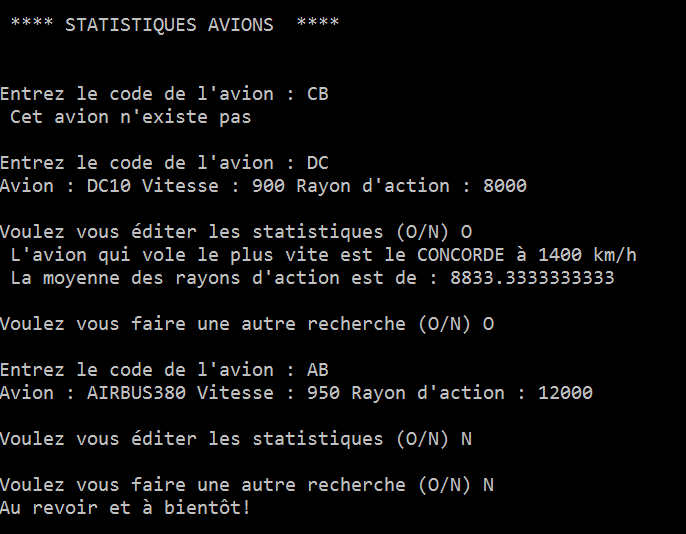 **** STATISTIQUES AVIONS ****
Entrez le code de l'avion : CB
Cet avion n'existe pas
Entrez le code de l'avion : DC
Avion : DC10 Vitesse : 900 Rayon d'action : 8000
Voulez vous éditer les statistiques (O/N) O
L'avion qui vole le plus vite est le CONCORDE à 1400 km/h
La moyenne des rayons d'action est de : 8833.3333333333
Voulez vous faire une autre recherche (O/N) O
Entrez le code de l'avion : AB
Avion : AIRBUS380 Vitesse : 950 Rayon d'action : 12000
Voulez vous éditer les statistiques (O/N) N
Voulez vous faire une autre recherche (O/N) N
Au revoir et à bientôt!